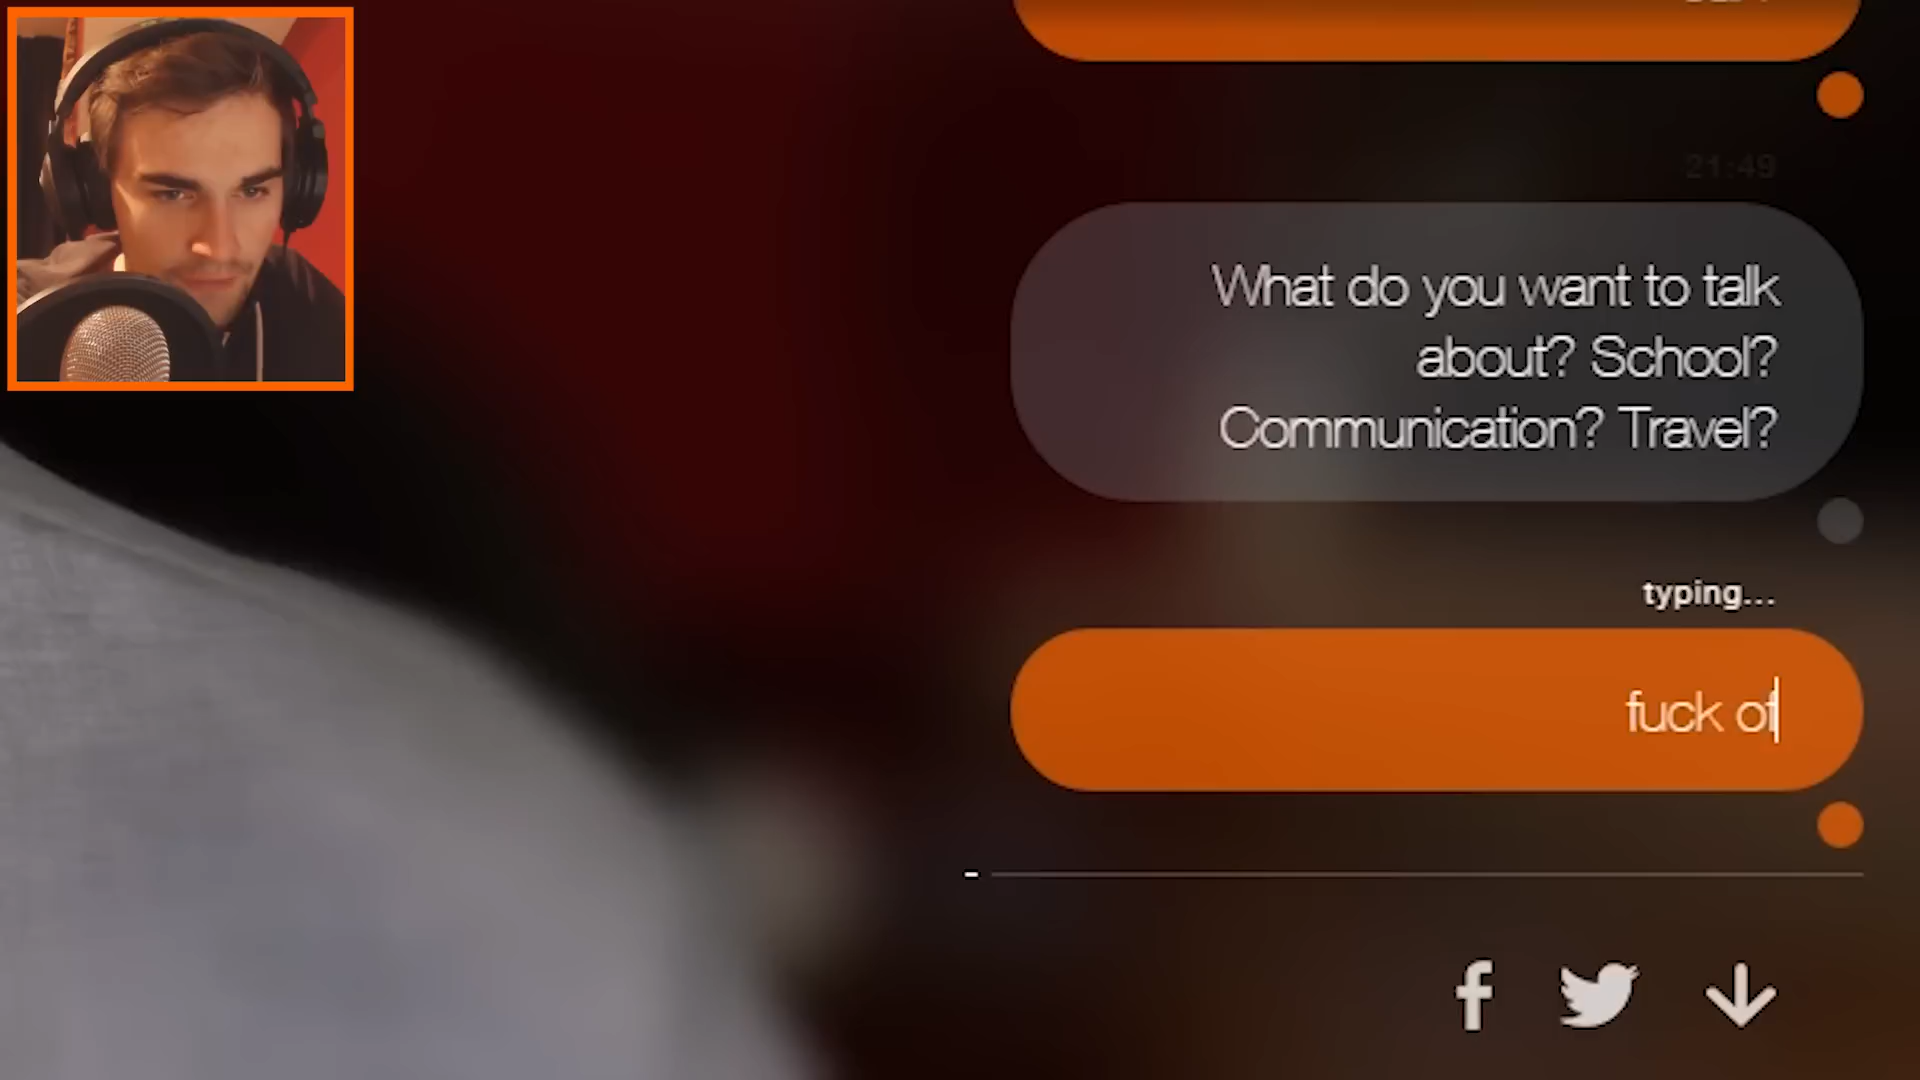 21:49
What do you want to talk
about? School?
Communication? Travel?
typing...
fuck of